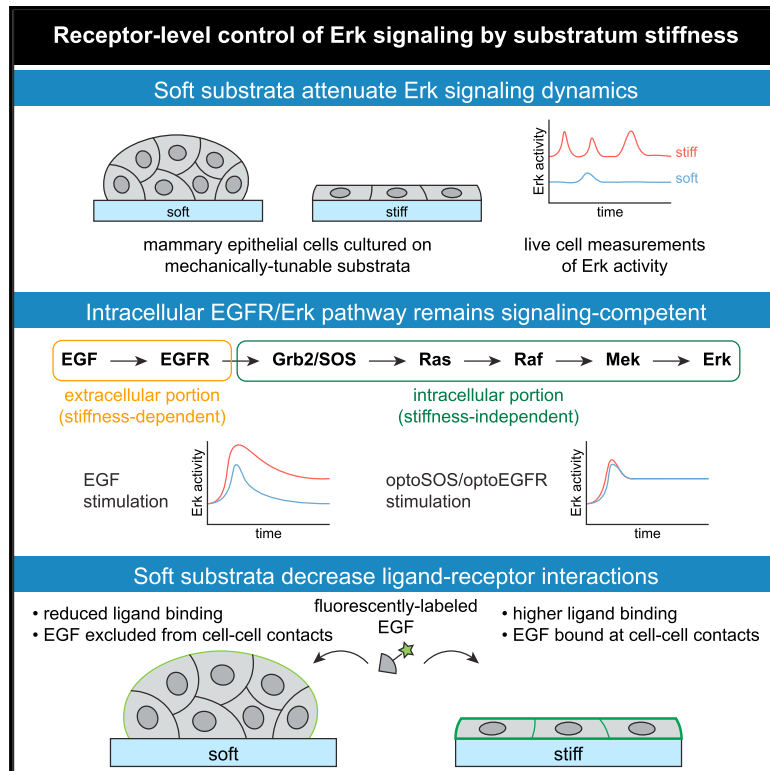 Receptor-level control of Erk signaling by substratum stiffness
Soft substrata attenuate Erk signaling dynamics
soft
stiff
mammary epithelial cells cultured on
mechanically-tunable substrata
Erk activity
stiff
soft
time
live cell measurements
of Erk activity
Intracellular EGFR/Erk pathway remains signaling-competent
EGF
EGFR
Grb2/SOS
Ras
Raf
Mek
Erk
extracellular portion
(stiffness-dependent)
intracellular portion
(stiffness-independent)
EGF
stimulation
Erk activity
time
optoSOS/optoEGFR
stimulation
Erk activity
time
Soft substrata decrease ligand-receptor interactions
• reduced ligand binding
• EGF excluded from cell-cell contacts
fluorescently-labeled
EGF
• higher ligand binding
• EGF bound at cell-cell contacts
soft
stiff